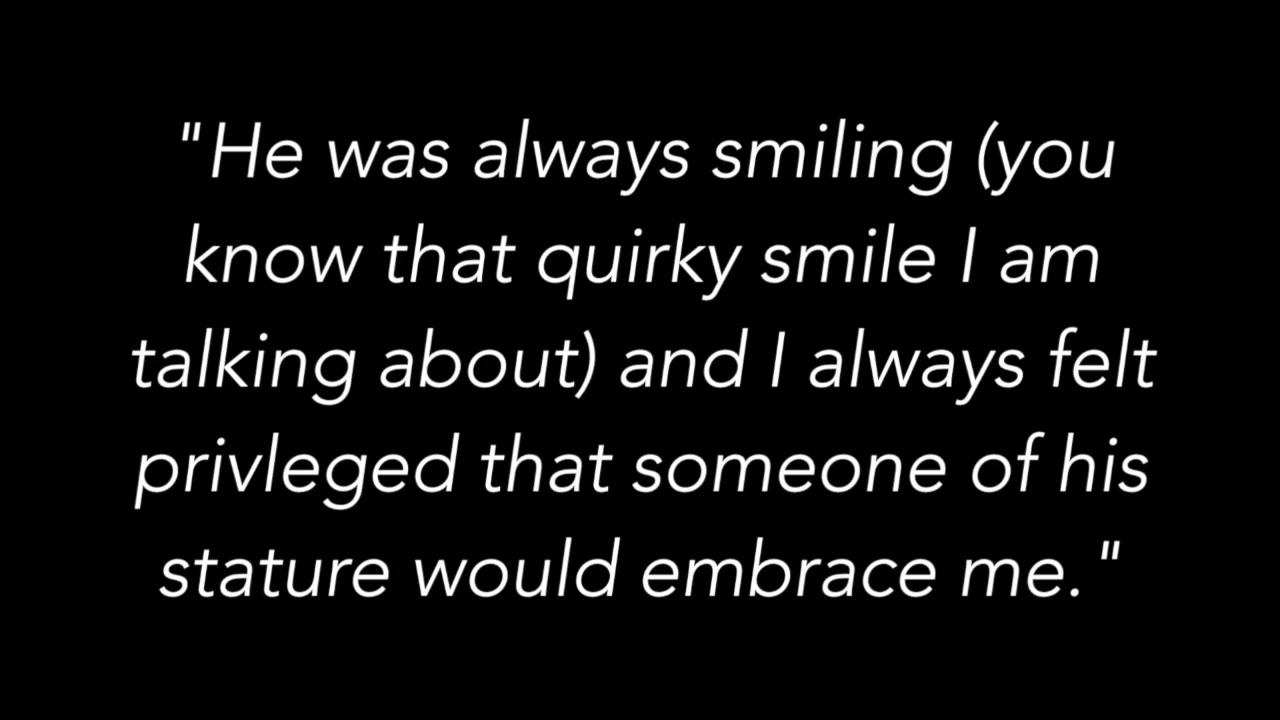 "He was always smiling (you
know that quirky smile I am
talking about) and I always felt
privleged that someone of his
stature would embrace me."